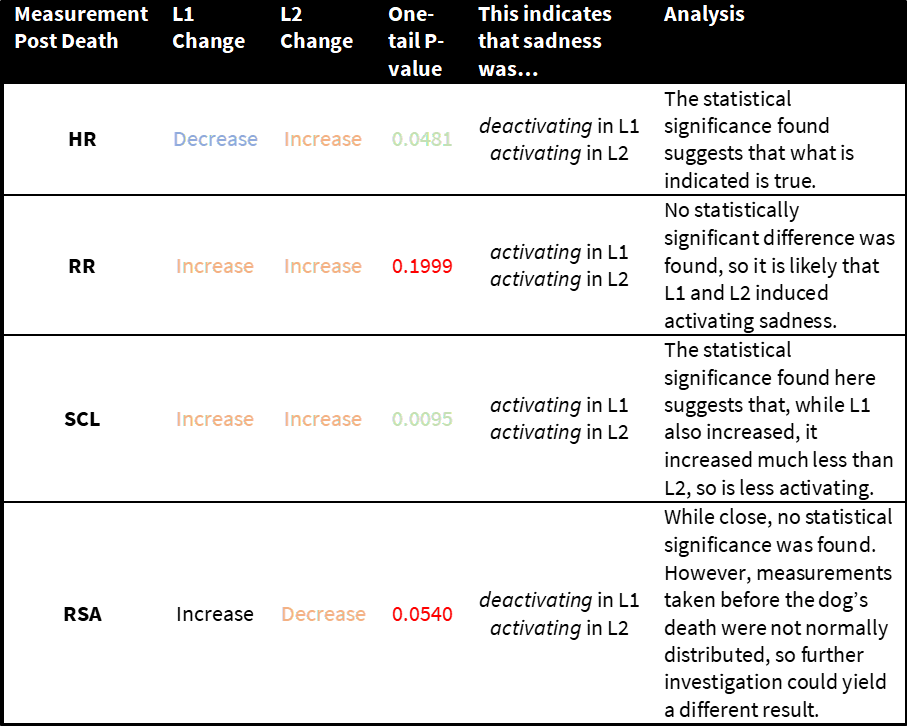 Measurement Post Death
L1 Change
L2 Change
One-tail P-value
This indicates that sadness was...
Analysis
HR
Decrease
Increase
0.0481
deactivating in L1
activating in L2
The statistical
significance found
suggests that what is
indicated is true.
RR
Increase
Increase
0.1999
activating in L1
activating in L2
No statistically
significant difference was
found, so it is likely that
L1 and L2 induced
activating sadness.
SCL
Increase
Increase
0.0095
activating in L1
activating in L2
The statistical
significance found here
suggests that, while L1
also increased, it
increased much less than
L2, so is less activating.
RSA
Increase
Decrease
0.0540
deactivating in L1
activating in L2
While close, no statistical
significance was found.
However, measurements
taken before the dog's
death were not normally
distributed, so further
investigation could yield
a different result.